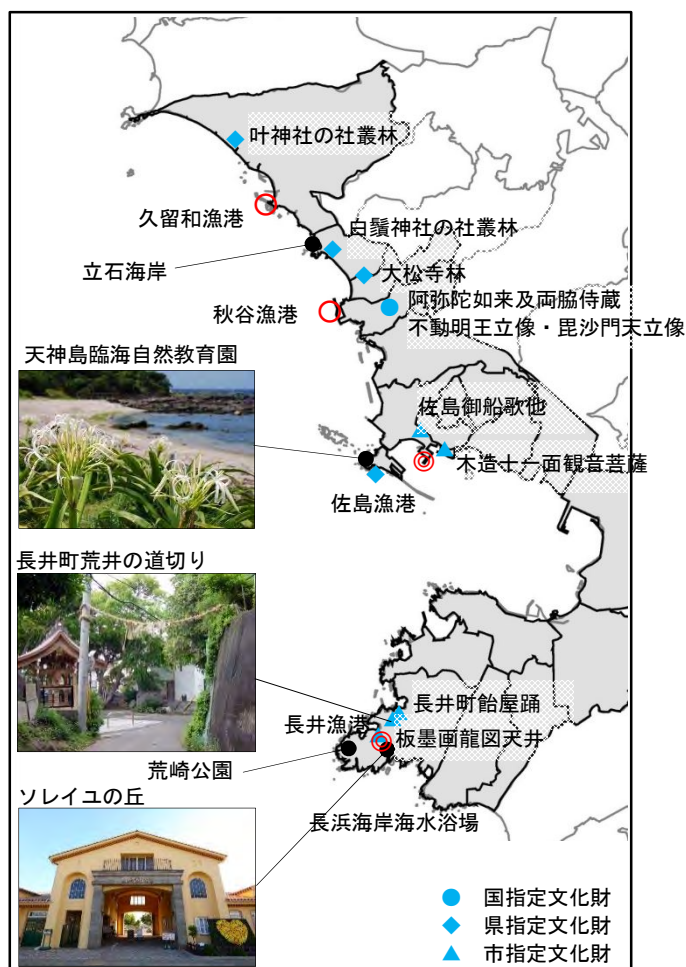 叶神社の社叢林
久留和漁港
白鬚神社の社叢林
立石海岸
大松寺林
阿弥陀如来及両脇侍蔵
秋谷漁港
不動明王立像・毘沙門天立像
天神島臨海自然教育園
佐島御船歌他
木造十一面観音菩薩
佐島漁港
長井町荒井の道切り
長井町飴屋踊
長井漁港
板墨画龍図天井
荒崎公園
ソレイユの丘
長浜海岸海水浴場
国指定文化財
県指定文化財
市指定文化財